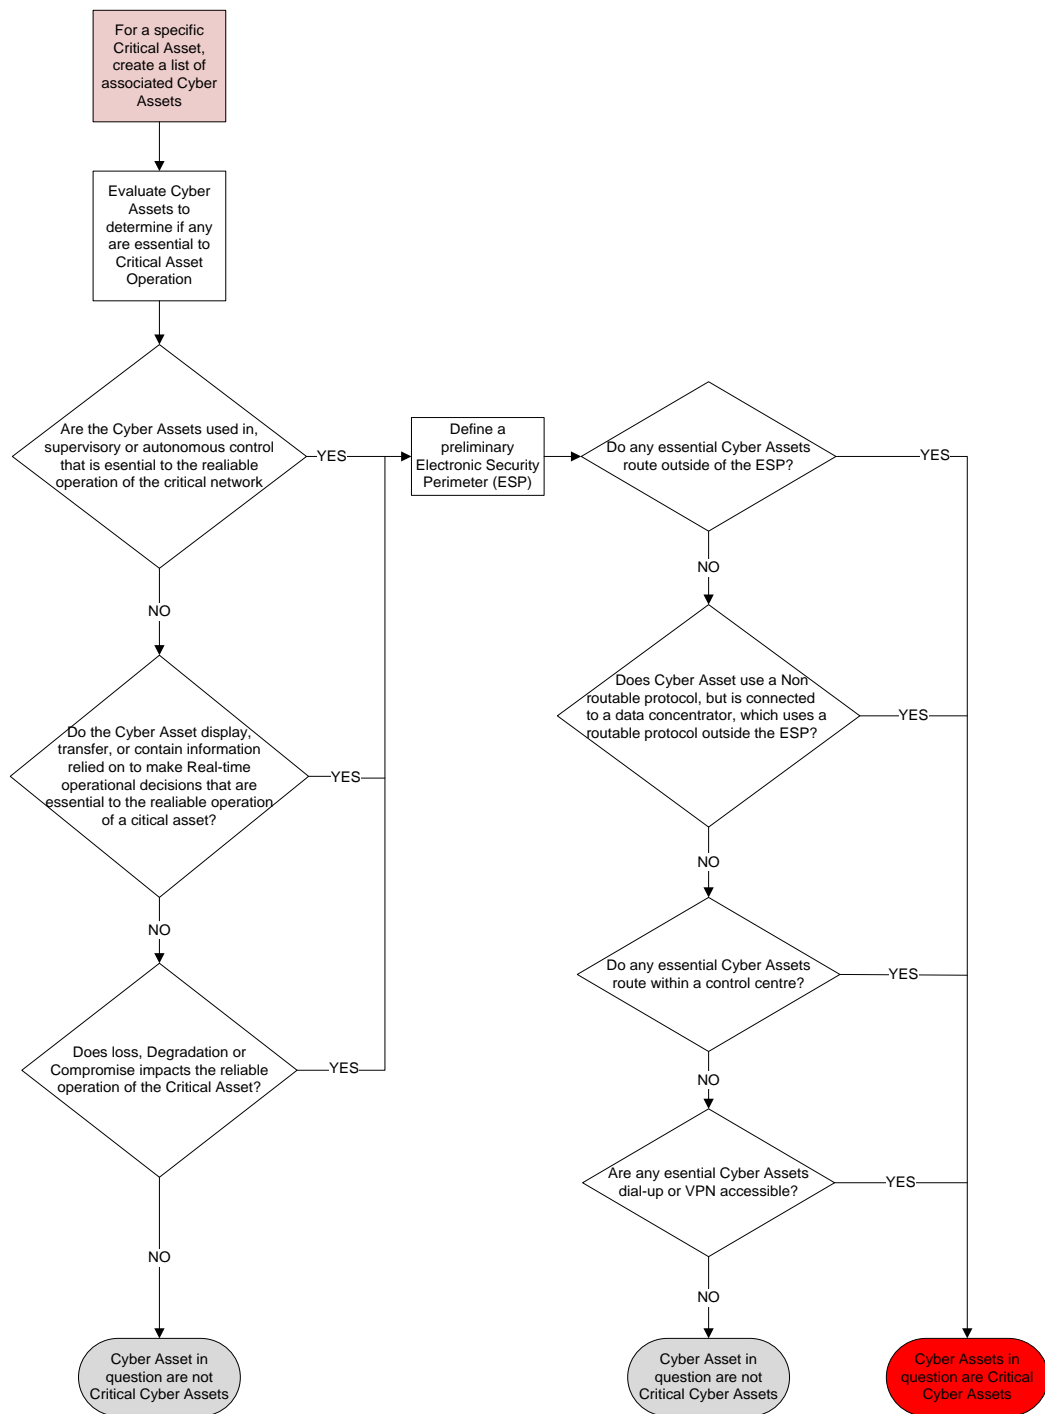 For a specific
Critical Asset,
create a list of
associated Cyber
Assets
Evaluate Cyber
Assets to
determine if any
are essential to
Critical Asset
Operation
Are the Cyber Assets used in,
supervisory or autonomous control
that is esential to the realiable
operation of the critical network
YES
Define a
preliminary
Electronic Security
Perimeter (ESP)
Do any essential Cyber Assets
route outside of the ESP?
YES
NO
NO
Do the Cyber Asset display,
transfer, or contain information
relied on to make Real-time
operational decisions that are
essential to the realiable operation
of a citical asset?
YES
Does Cyber Asset use a Non
routable protocol, but is connected
to a data concentrator, which uses a
routable protocol outside the ESP?
YES
NO
NO
Does loss, Degradation or
Compromise impacts the reliable
operation of the Critical Asset?
YES
Do any essential Cyber Assets
route within a control centre?
YES
NO
Are any esential Cyber Assets
dial-up or VPN accessible?
YES
NO
NO
Cyber Asset in
question are not
Critical Cyber Assets
Cyber Asset in
question are not
Critical Cyber Assets
Cyber Assets in
question are Critical
Cyber Assets